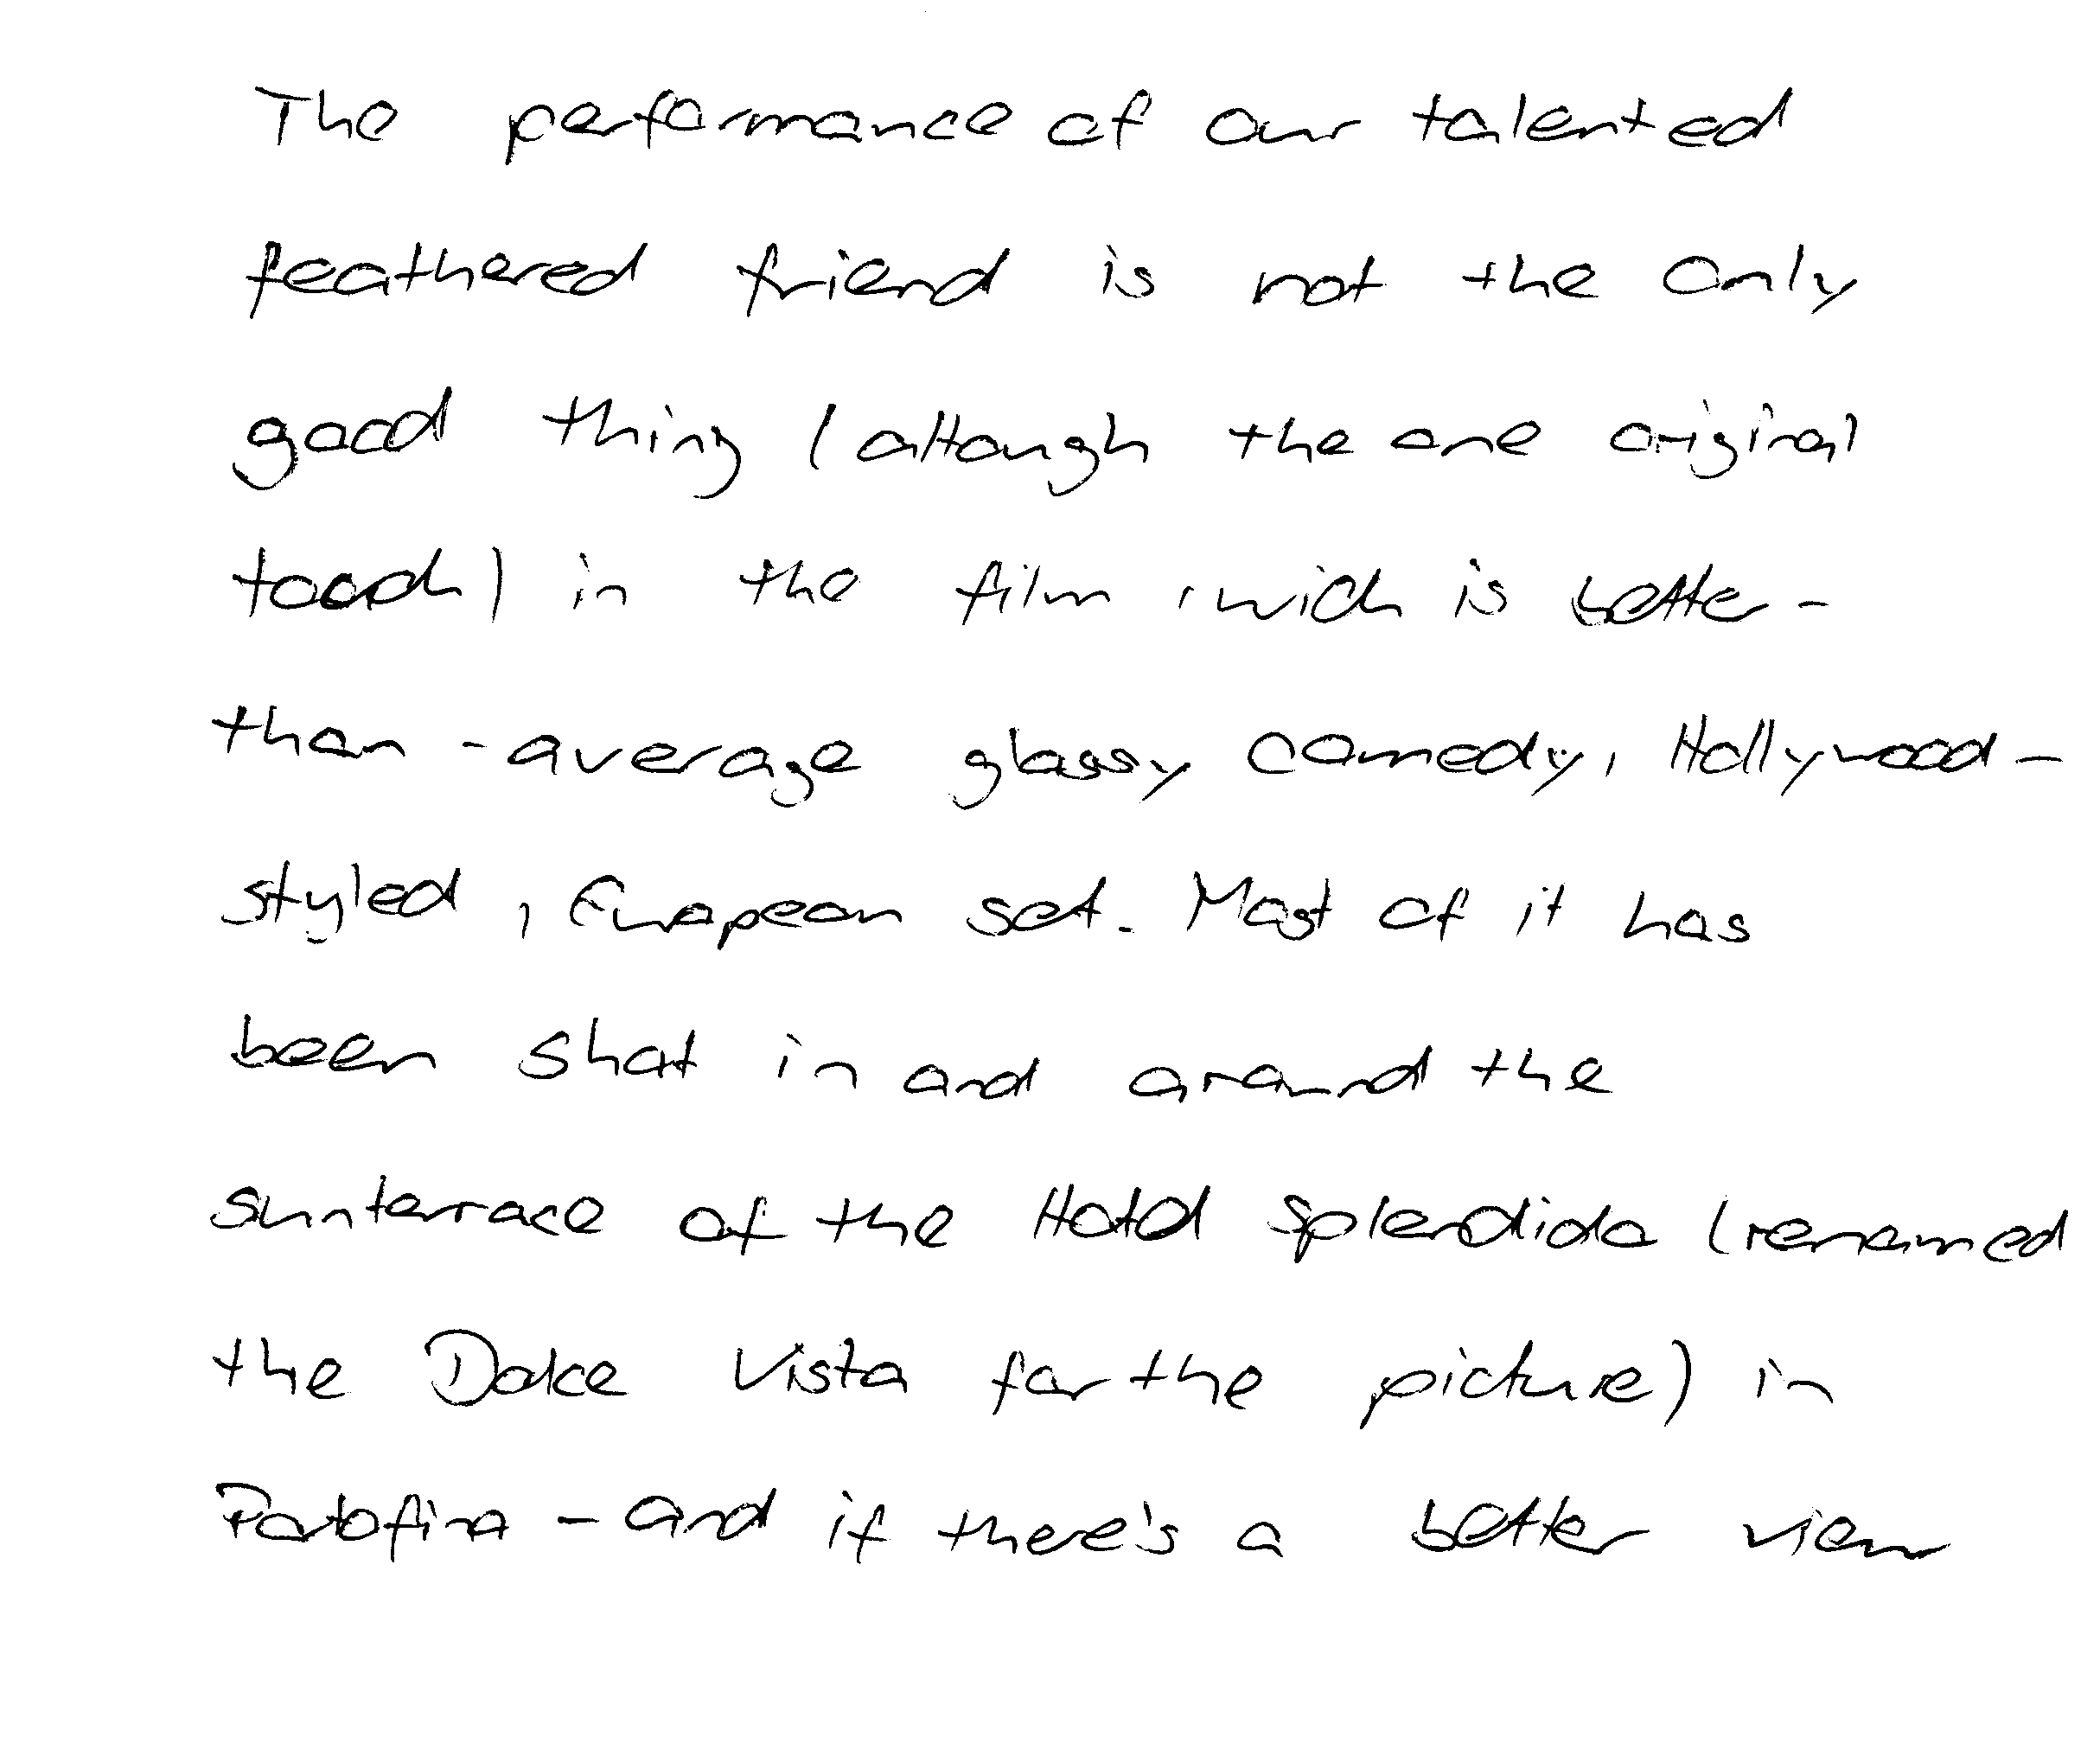 The performance of our talented
feathered friend is not the only
good thing (altough the one original
toach) in the film, wich is better-
than-average glossy comedy, Hollywood-
styled, European set. Most of it has
been shot in and around the
sunterrace of the Hotel Splendido (renamed
the Dolce Vista for the picture) in
Portofino - and if there's a better view